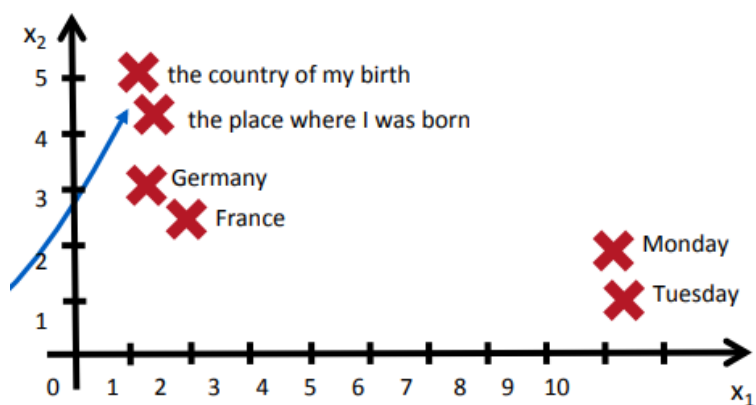 x2
5
the country of my birth
the place where I was born
4
Germany
3
France
Monday
2
Tuesday
1
0 1 2 3 4 5 6 7 8 9 10
x1